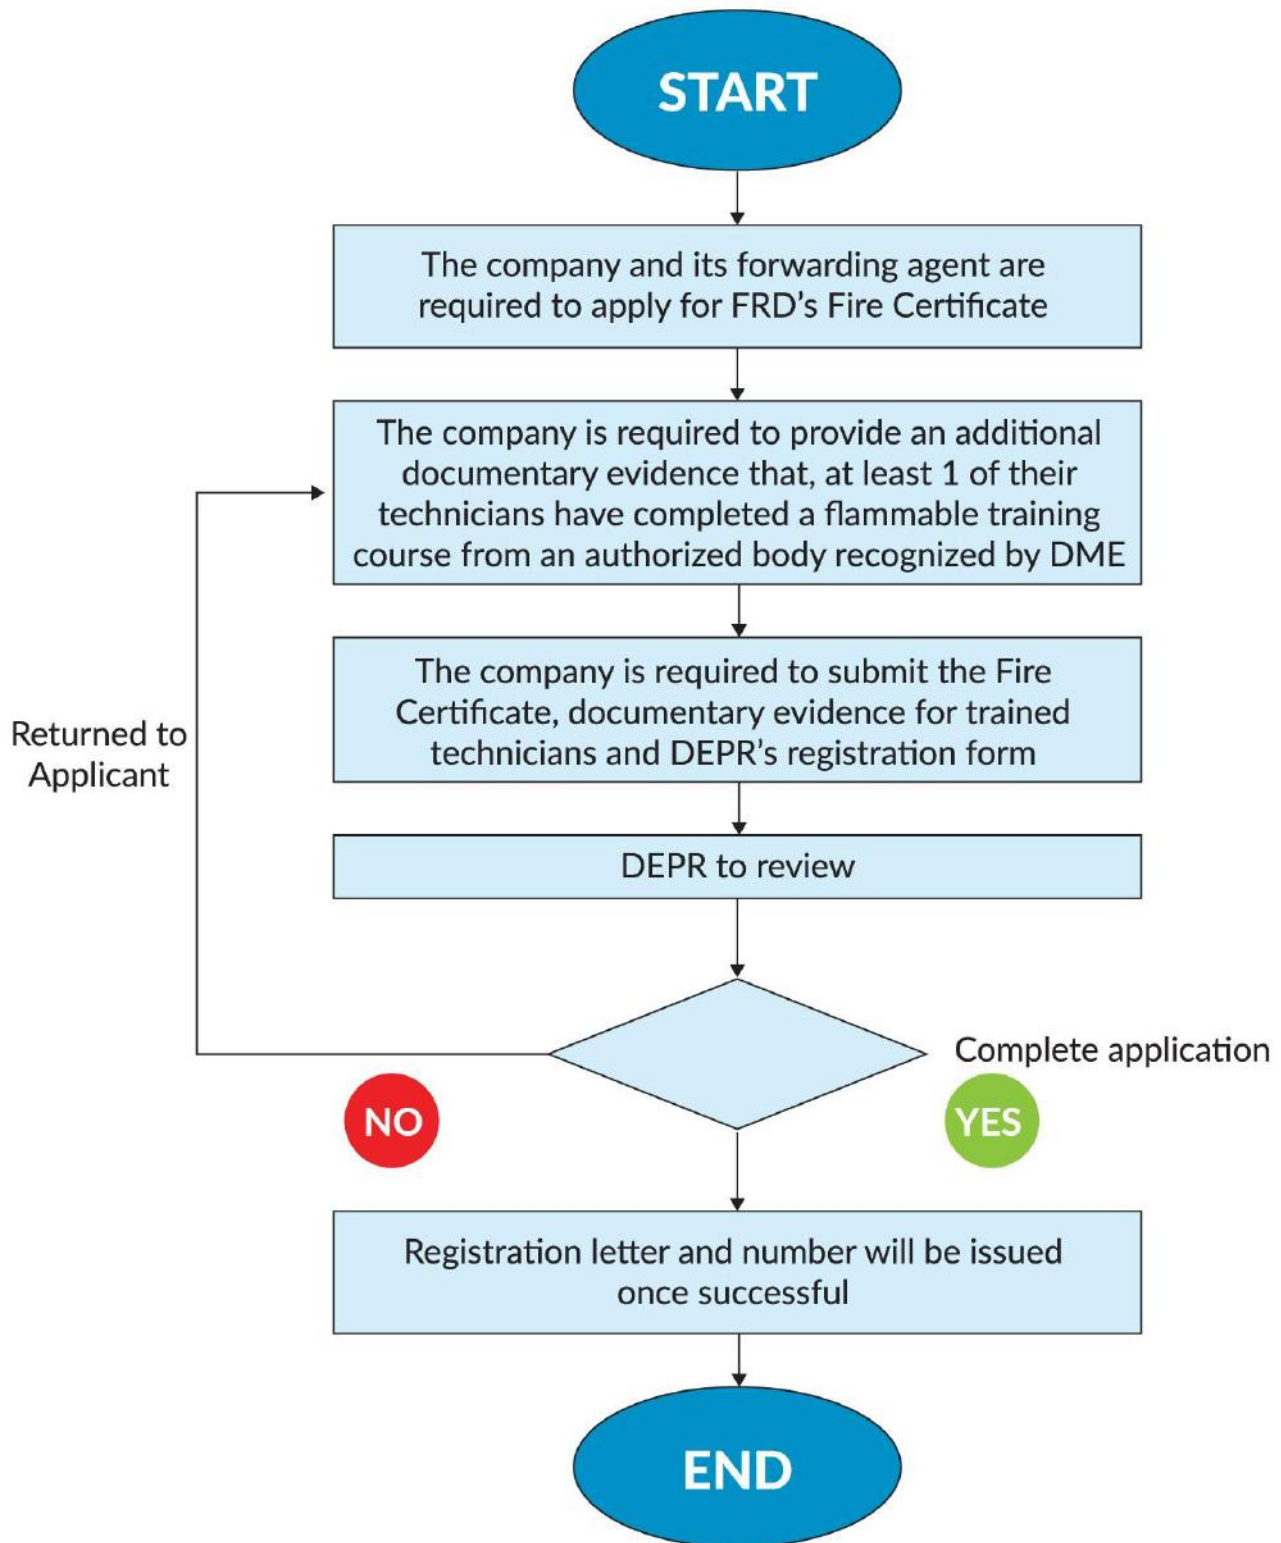 START
The company and its forwarding agent are
required to apply for FRD's Fire Certificate
The company is required to provide an additional
documentary evidence that, at least 1 of their
technicians have completed a flammable training
course from an authorized body recognized by DME
The company is required to submit the Fire
Certificate, documentary evidence for trained
technicians and DEPR's registration form
Returned to
Applicant
DEPR to review
Complete application
NO
YES
Registration letter and number will be issued
once successful
END